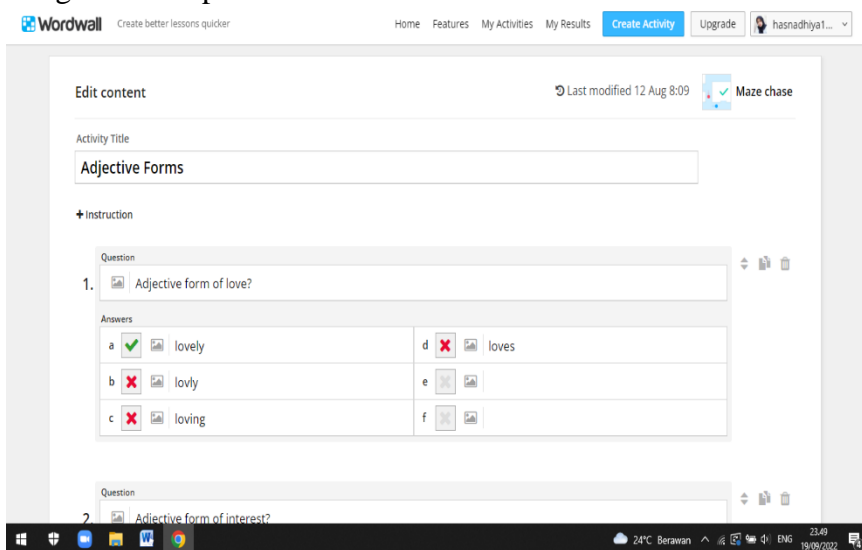 Wordwall Create better lessons quicker Home Features My Activities My Results Create Activity Upgrade hasnadhiya1...
Edit content Last modified 12 Aug 8:09 Maze chase
Activity Title
Adjective Forms
+ Instruction
Question
1. Adjective form of love?
Answers
a lovely d loves
b lovly e
c loving f
Question
2. Adjective form of interest?
24°C Berawan ENG 23.49
19/09/2022